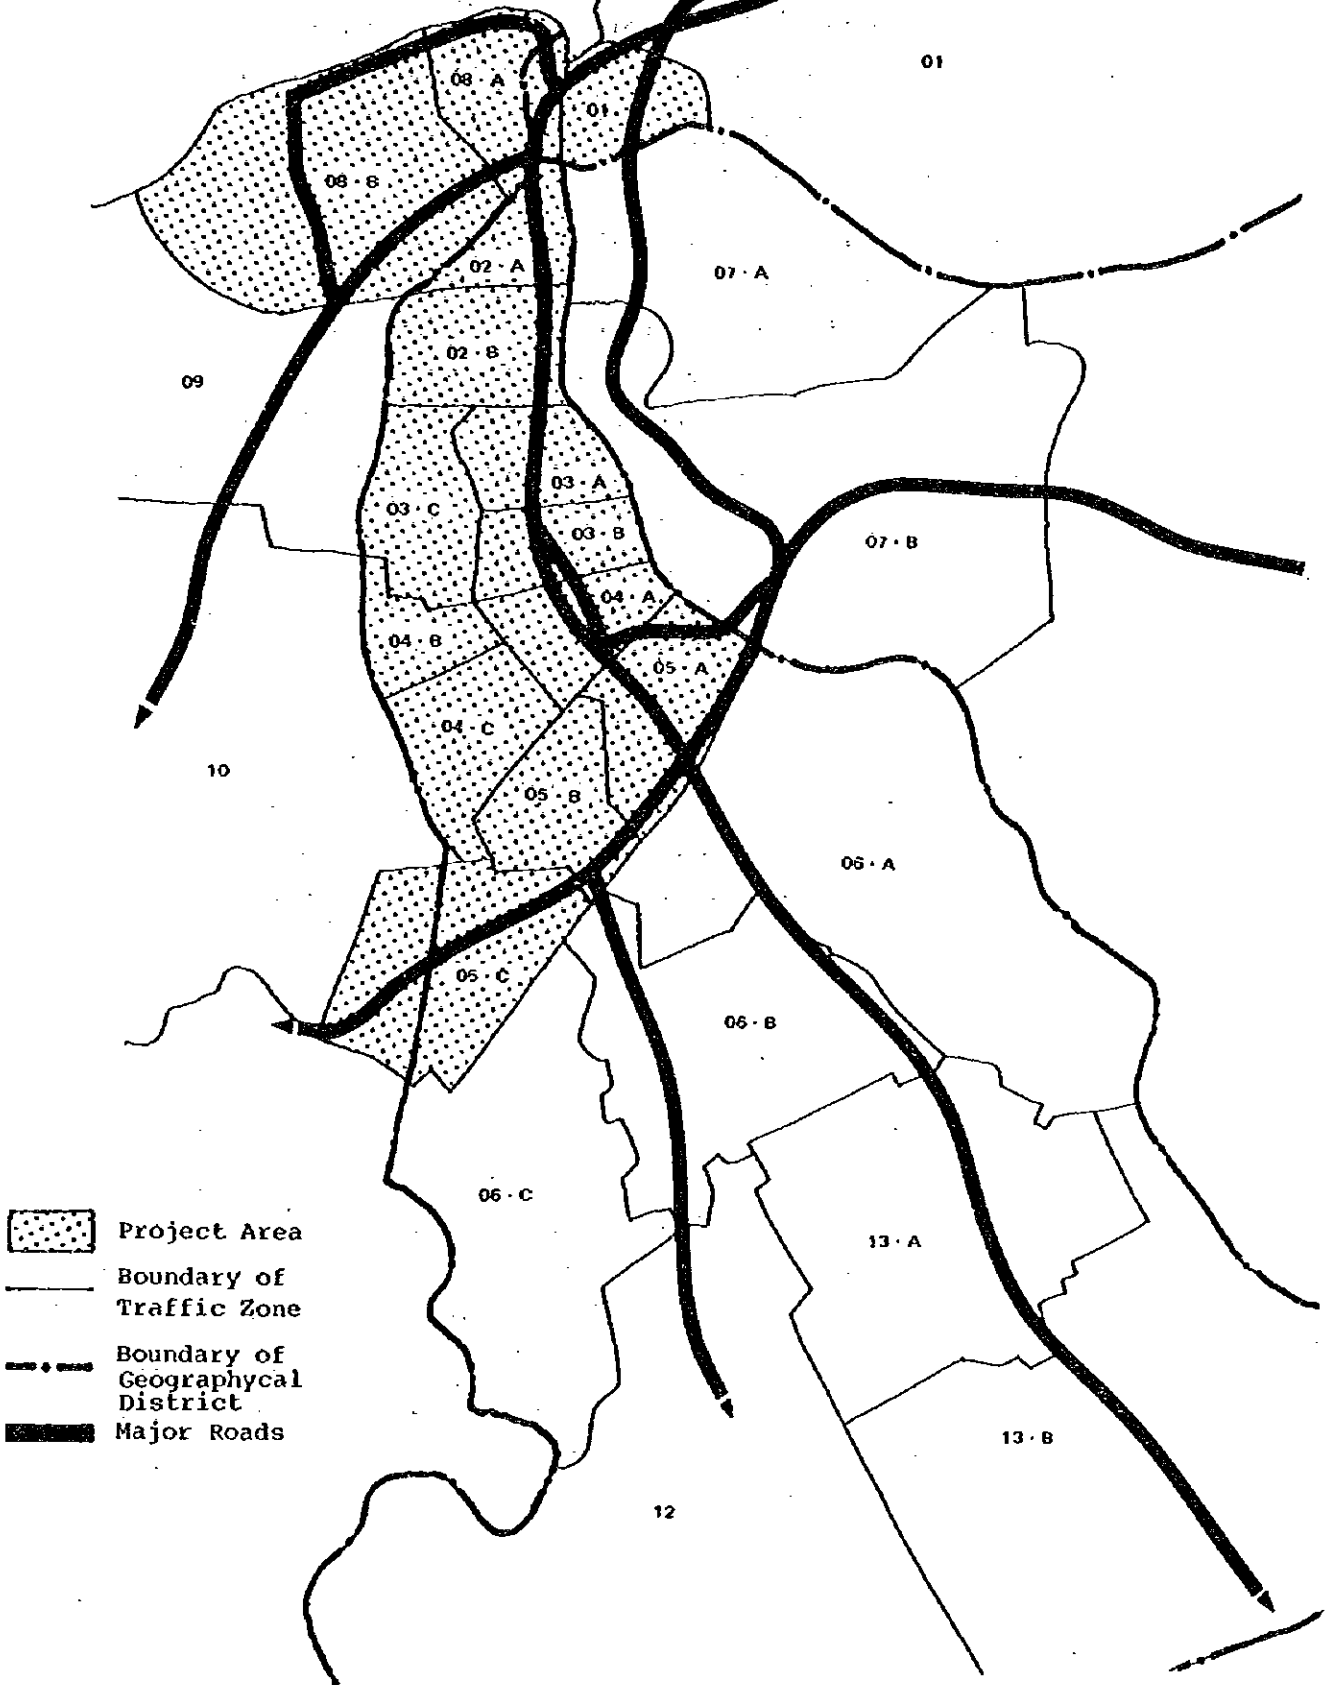 01
08 · A
01
08 · B
02 · A
07 · A
02 · B
09
03 · A
03 · C
03 · B
07 · B
04 · A
04 · B
05 A
04 · C
10
05 · B
06 · A
05 · C
06 · B
06 · C
13 · A
Project Area
Boundary of
Traffic Zone
Boundary of
Geographycal
District
Major Roads
13 · B
12